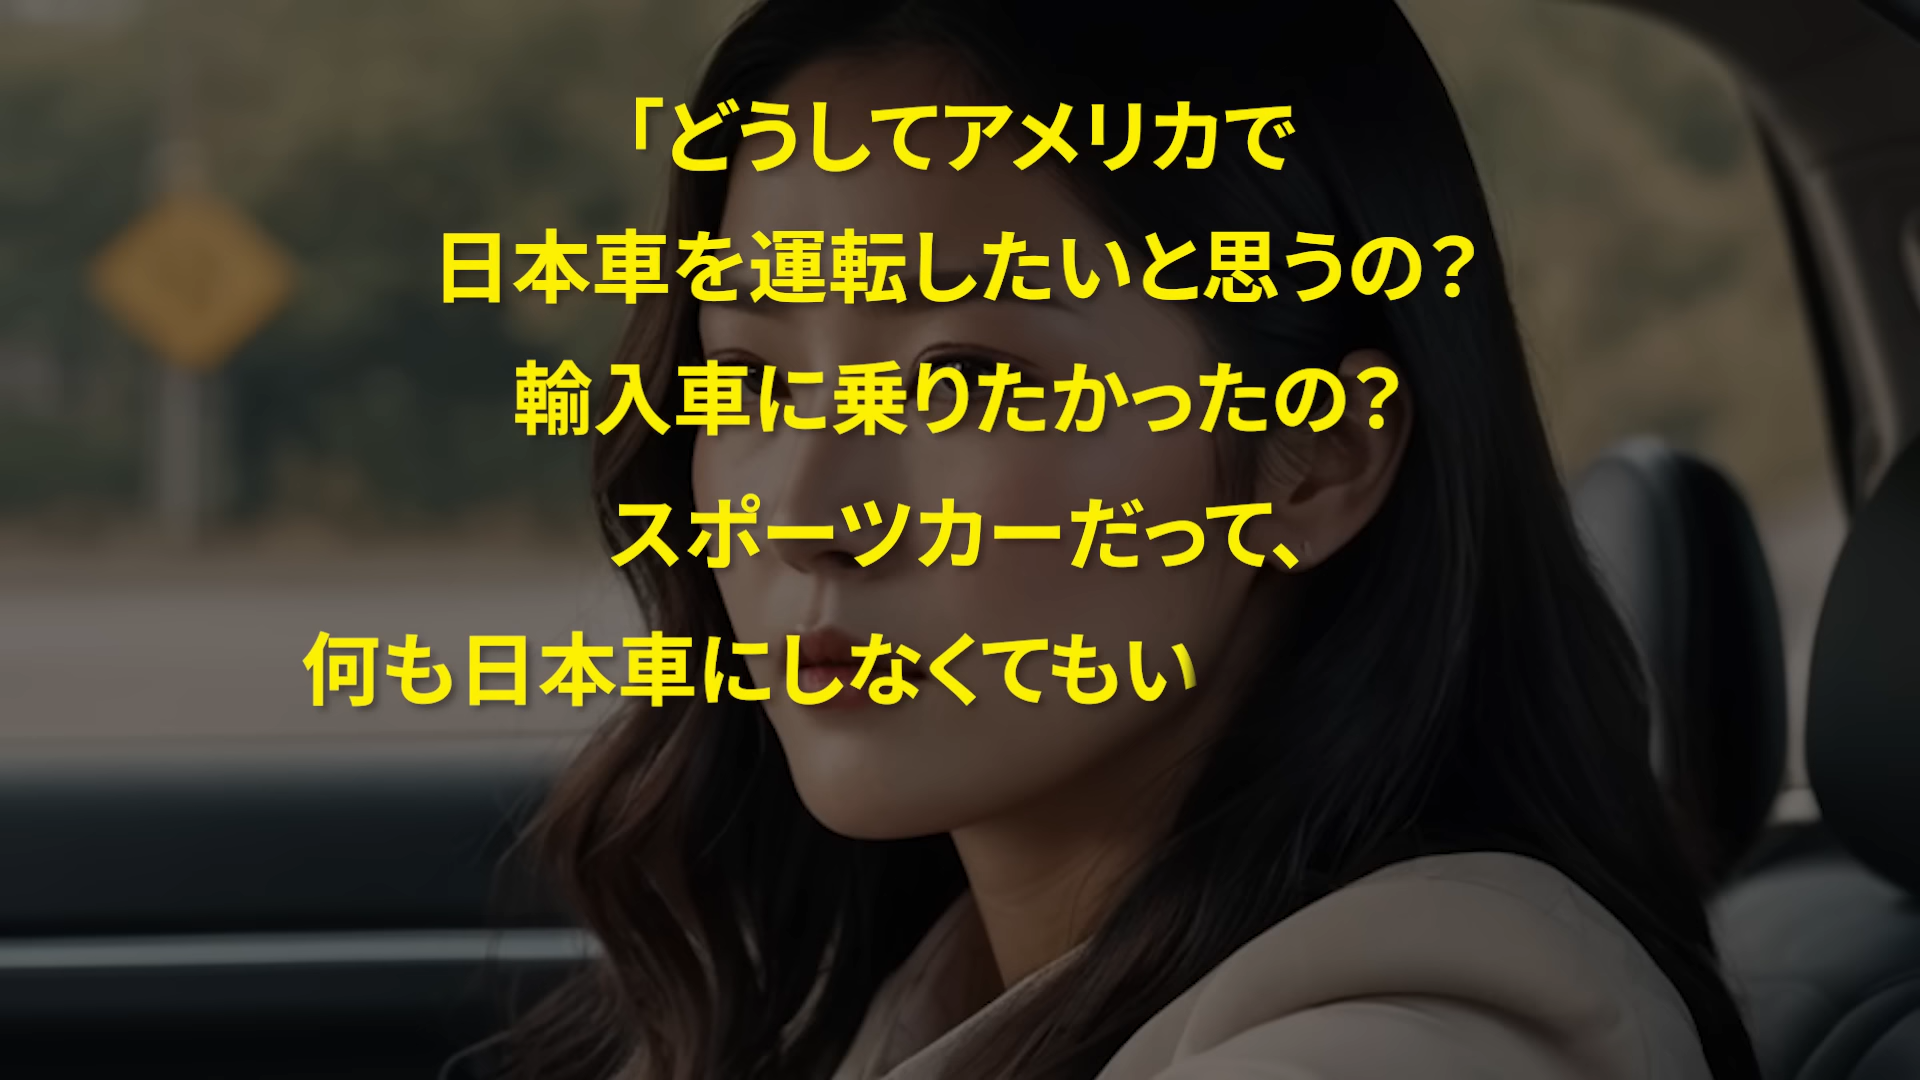 「どうしてアメリカで
日本車を運転したいと思うの?
輸入車に乗りたかったの?
スポーツカーだって、
何も日本車にしなくてもい